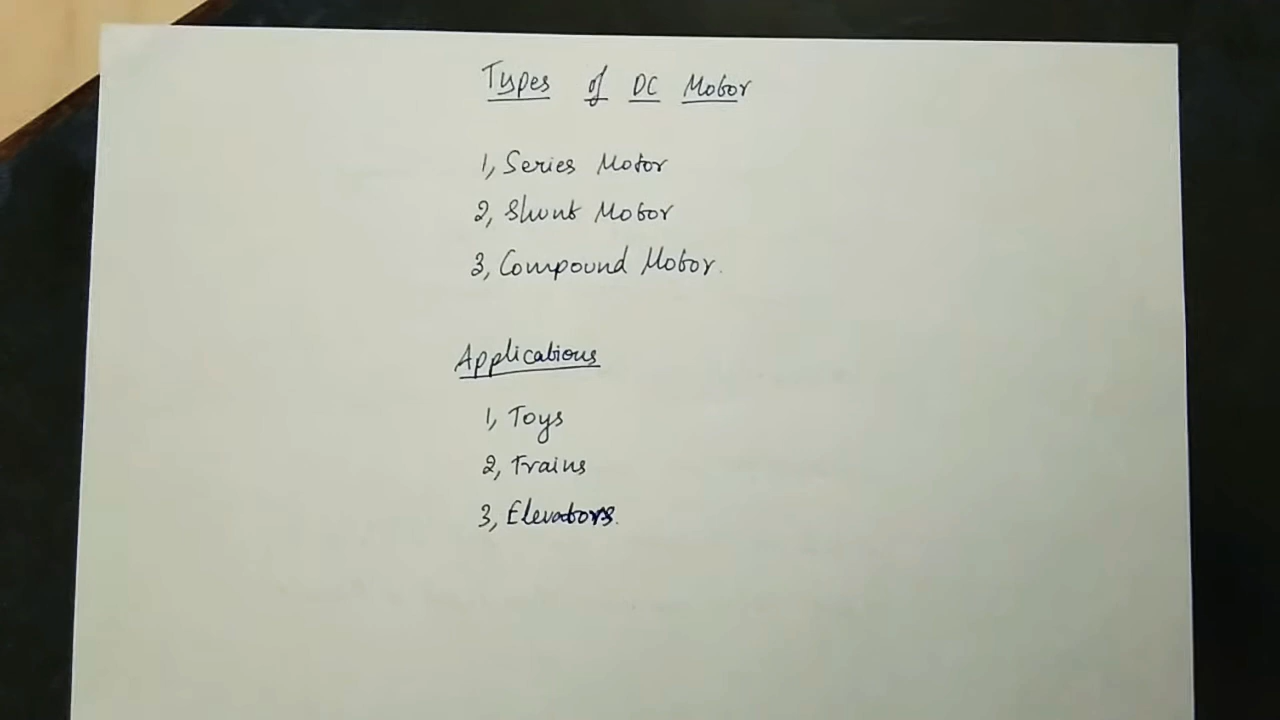 Types of DC Motor
1, Series Motor
2, Shunt Motor
3, Compound Motor.
Applications
1, Toys
2, Trains
3, Elevators.